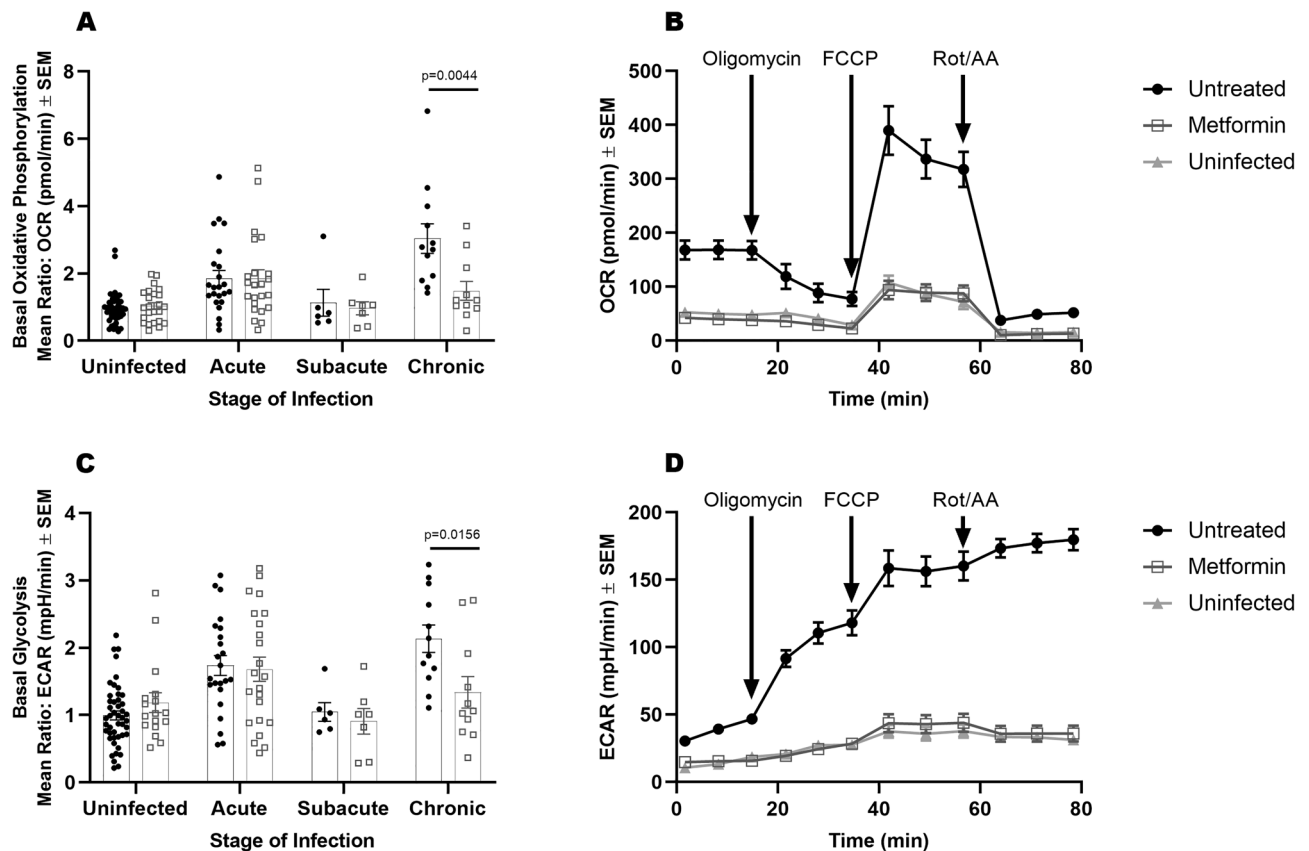 A
Basal Oxidative Phosphorylation
Mean Ratio: OCR (pmol/min) ± SEM
8
6
4
2
0
p=0.0044
Uninfected Acute Subacute Chronic
Stage of Infection
B
Oligomycin FCCP Rot/AA
OCR (pmol/min) ± SEM
500
400
300
200
100
0
0 20 40 60 80
Time (min)
Untreated
Metformin
Uninfected
C
Basal Glycolysis
Mean Ratio: ECAR (mpH/min) ± SEM
4
3
2
1
0
p=0.0156
Uninfected Acute Subacute Chronic
Stage of Infection
D
Oligomycin FCCP Rot/AA
ECAR (mpH/min) ± SEM
200
150
100
50
0
0 20 40 60 80
Time (min)
Untreated
Metformin
Uninfected